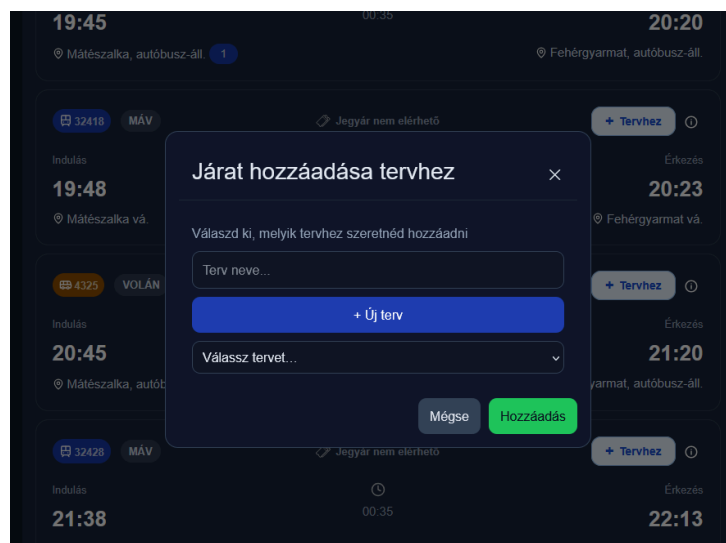 19:45
00:35
20:20
Mátészalka, autóbusz-áll. 1
Fehérgyarmat, autóbusz-áll.
32418 MÁV
Jegyár nem elérhető
+ Tervhez
Indulás
Érkezés
19:48
20:23
Mátészalka vá.
Fehérgyarmat vá.
Járat hozzáadása tervhez
Válaszd ki, melyik tervhez szeretnéd hozzáadni
Terv neve...
+ Új terv
Válassz tervet...
Mégse
Hozzáadás
4325 VOLÁN
+ Tervhez
Indulás
Érkezés
20:45
21:20
Mátészalka, autób
yarmat, autóbusz-áll.
32428 MÁV
Jegyár nem elérhető
+ Tervhez
Indulás
Érkezés
00:35
21:38
22:13